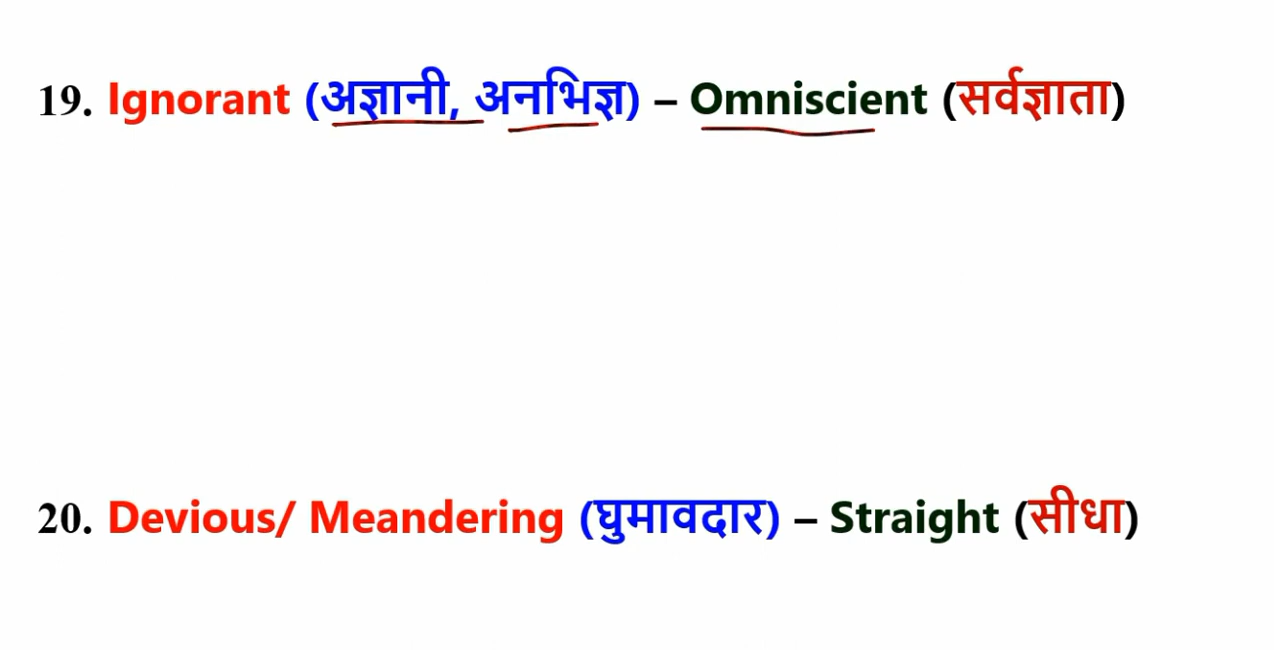 19. Ignorant (अज्ञानी, अनभिज्ञ) – Omniscient (सर्वज्ञाता)
20. Devious/ Meandering (घुमावदार) – Straight (सीधा)